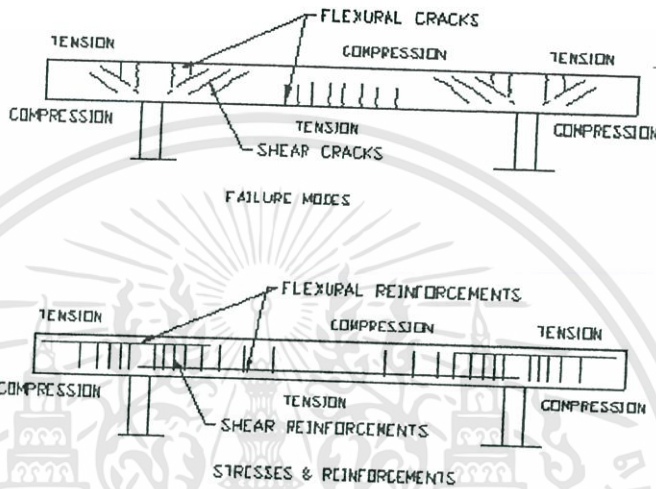 FLEXURAL CRACKS
TENSION COMPRESSION TENSION
COMPRESSION TENSION COMPRESSION
SHEAR CRACKS
FAILURE MODES
FLEXURAL REINFORCEMENTS
TENSION COMPRESSION TENSION
COMPRESSION TENSION COMPRESSION
SHEAR REINFORCEMENTS
STRESSES & REINFORCEMENTS